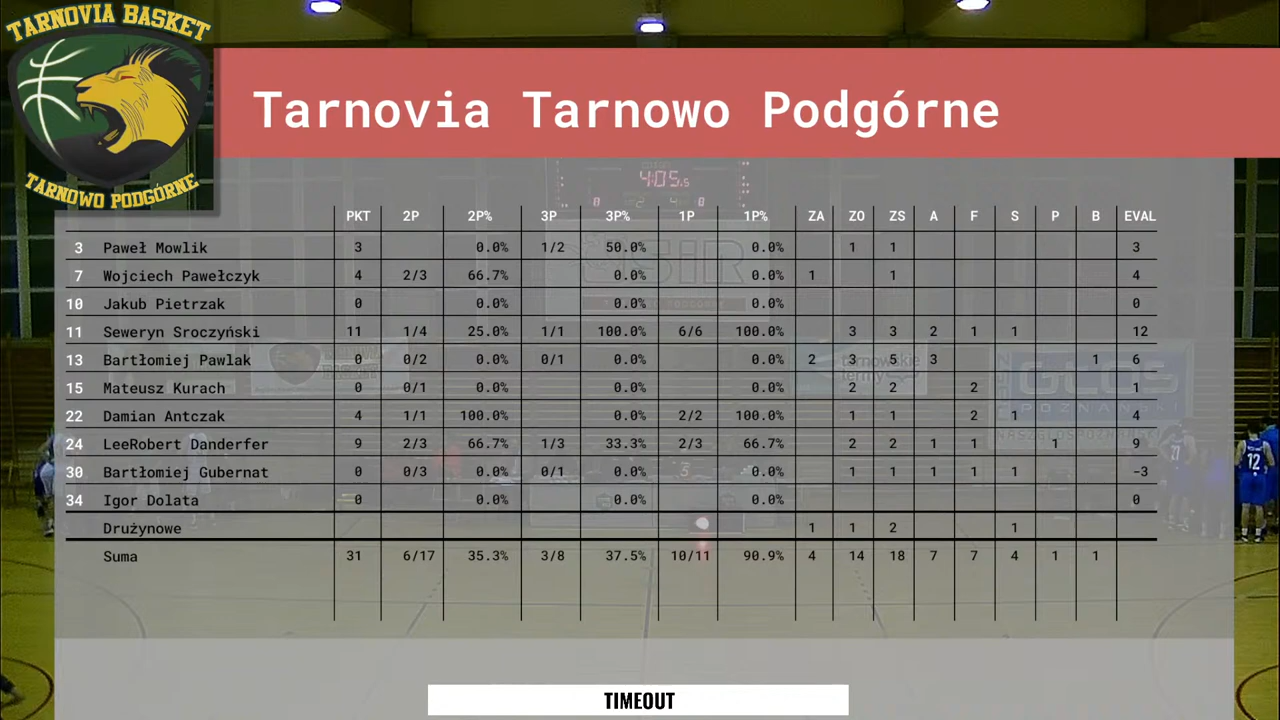 TARNOVIA BASKET
TARNOWO PODGÓRNE
Tarnovia Tarnowo Podgórne
4:05.5
PKT 2P 2P% 3P 3P% 1P 1P% ZA ZO ZS A F S P B EVAL
3 Paweł Mowlik 3 0.0% 1/2 50.0% 0.0% 1 1 3
7 Wojciech Pawełczyk 4 2/3 66.7% 0.0% 0.0% 1 1 4
10 Jakub Pietrzak 0 0.0% 0.0% 0.0% 0
11 Seweryn Sroczyński 11 1/4 25.0% 1/1 100.0% 6/6 100.0% 3 3 2 1 1 12
13 Bartłomiej Pawlak 0 0/2 0.0% 0/1 0.0% 0.0% 2 3 5 3 1 6
15 Mateusz Kurach 0 0/1 0.0% 0.0% 0.0% 2 2 2 1
22 Damian Antczak 4 1/1 100.0% 0.0% 2/2 100.0% 1 1 2 1 4
24 LeeRobert Danderfer 9 2/3 66.7% 1/3 33.3% 2/3 66.7% 2 2 1 1 1 9
30 Bartłomiej Gubernat 0 0/3 0.0% 0/1 0.0% 0.0% 1 1 1 1 1 -3
34 Igor Dolata 0 0.0% 0.0% 0.0% 0
Drużynowe 1 1 2 1
Suma 31 6/17 35.3% 3/8 37.5% 10/11 90.9% 4 14 18 7 7 4 1 1
tarnowskie
termy
GŁOS
POZNAŃSKI
12
TIMEOUT